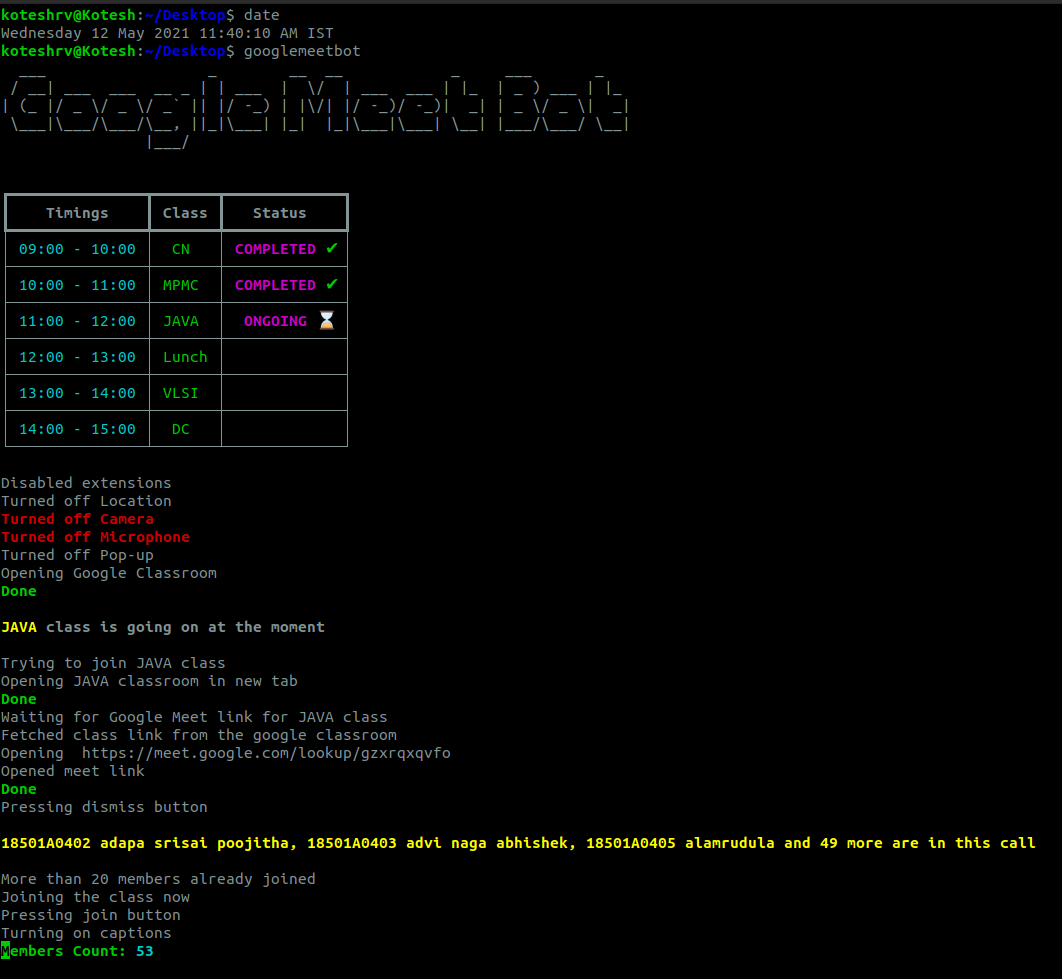 koteshrv@Kotesh:~/Desktop$ date
Wednesday 12 May 2021 11:40:10 AM IST
koteshrv@Kotesh:~/Desktop$ googlemeetbot
Google Meet Bot
Timings Class Status
09:00 - 10:00 CN COMPLETED ✔
10:00 - 11:00 MPMC COMPLETED ✔
11:00 - 12:00 JAVA ONGOING ⌛
12:00 - 13:00 Lunch
13:00 - 14:00 VLSI
14:00 - 15:00 DC
Disabled extensions
Turned off Location
Turned off Camera
Turned off Microphone
Turned off Pop-up
Opening Google Classroom
Done
JAVA class is going on at the moment
Trying to join JAVA class
Opening JAVA classroom in new tab
Done
Waiting for Google Meet link for JAVA class
Fetched class link from the google classroom
Opening  https://meet.google.com/lookup/gzxrqxqvfo
Opened meet link
Done
Pressing dismiss button
18501A0402 adapa srisai poojitha, 18501A0403 advi naga abhishek, 18501A0405 alamrudula and 49 more are in this call
More than 20 members already joined
Joining the class now
Pressing join button
Turning on captions
Members Count: 53